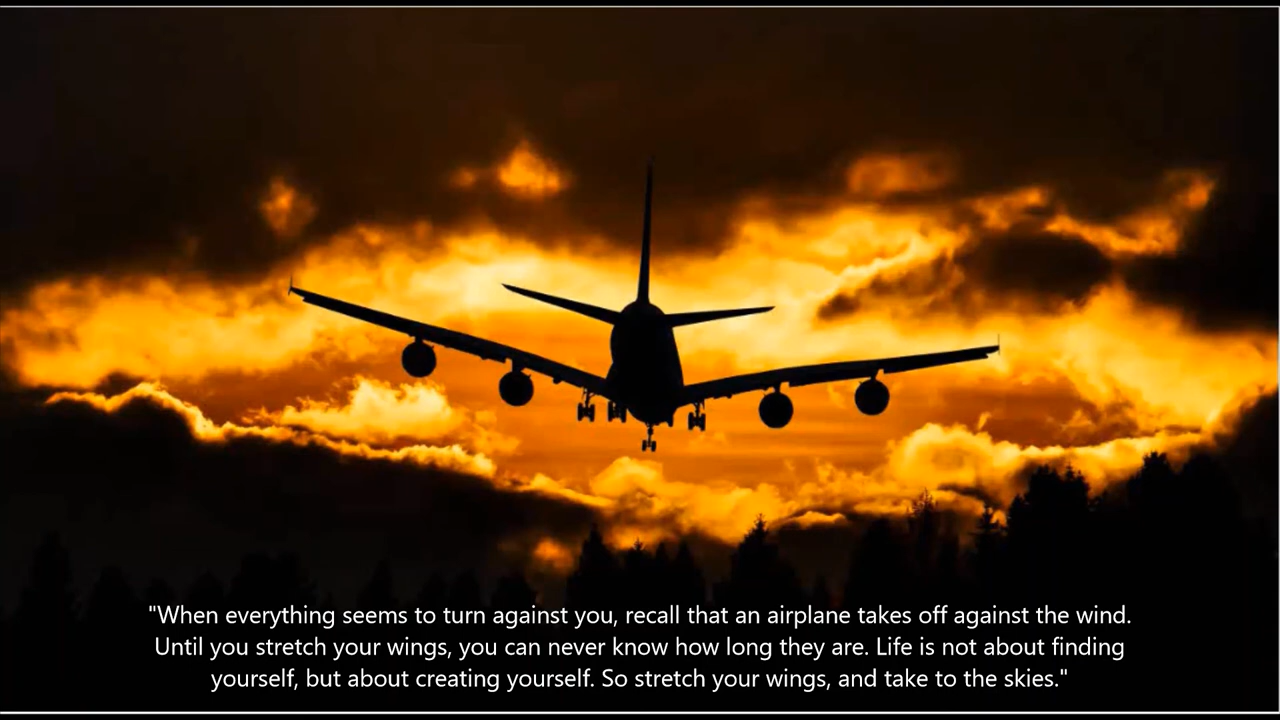 "When everything seems to turn against you, recall that an airplane takes off against the wind.
Until you stretch your wings, you can never know how long they are. Life is not about finding
yourself, but about creating yourself. So stretch your wings, and take to the skies."